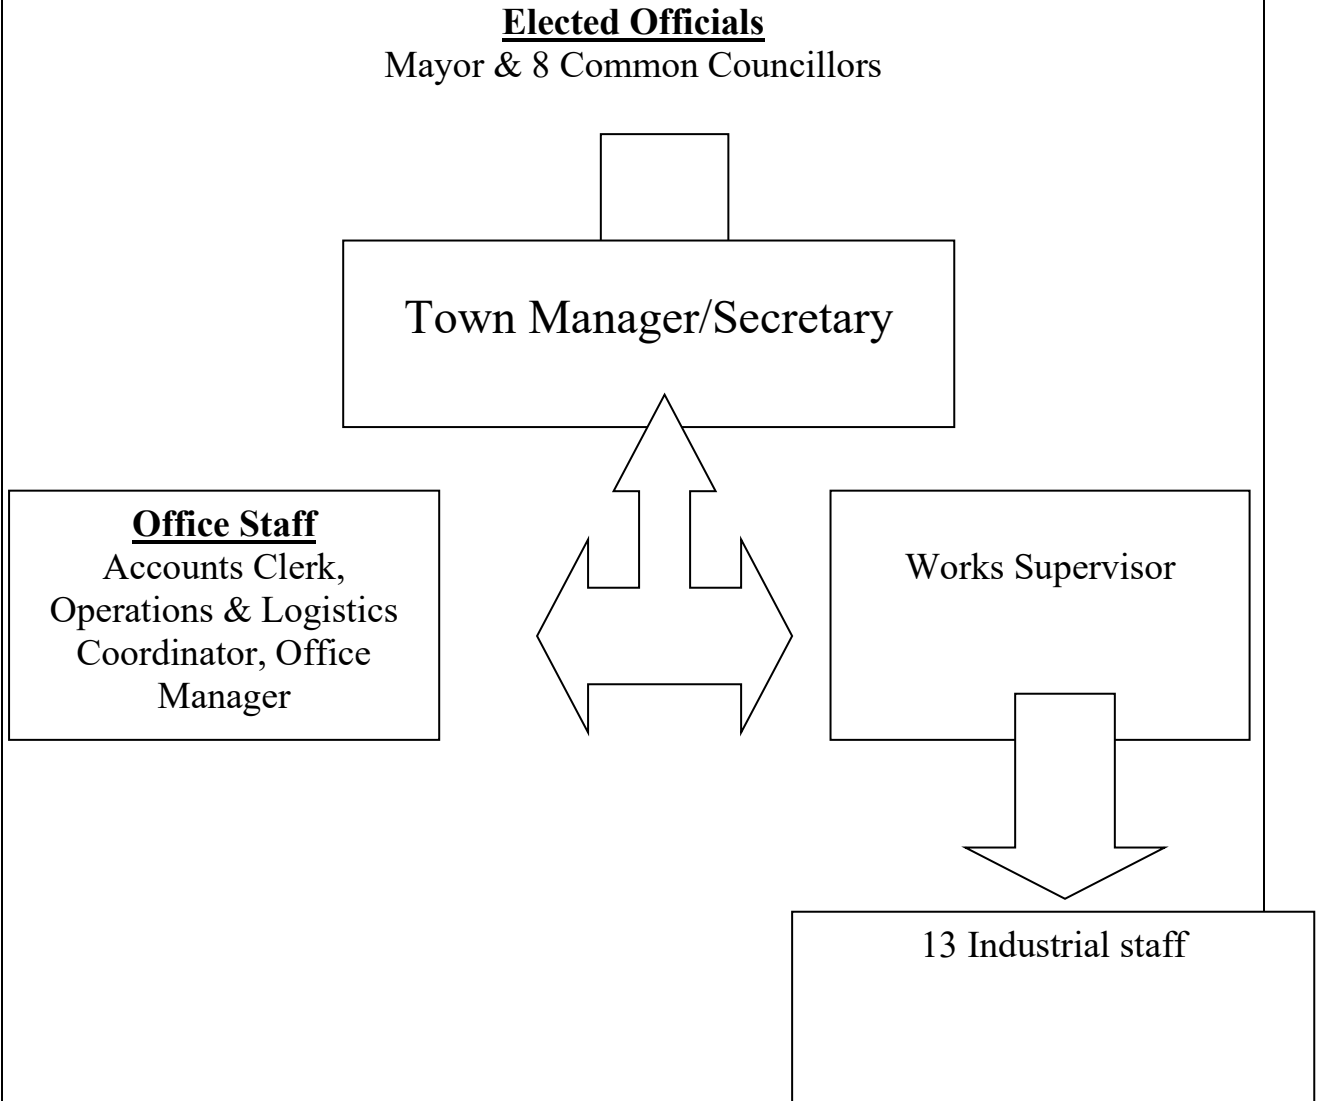 Elected Officials
Mayor & 8 Common Councillors
Town Manager/Secretary
Office Staff
Accounts Clerk,
Operations & Logistics
Coordinator, Office
Manager
Works Supervisor
13 Industrial staff